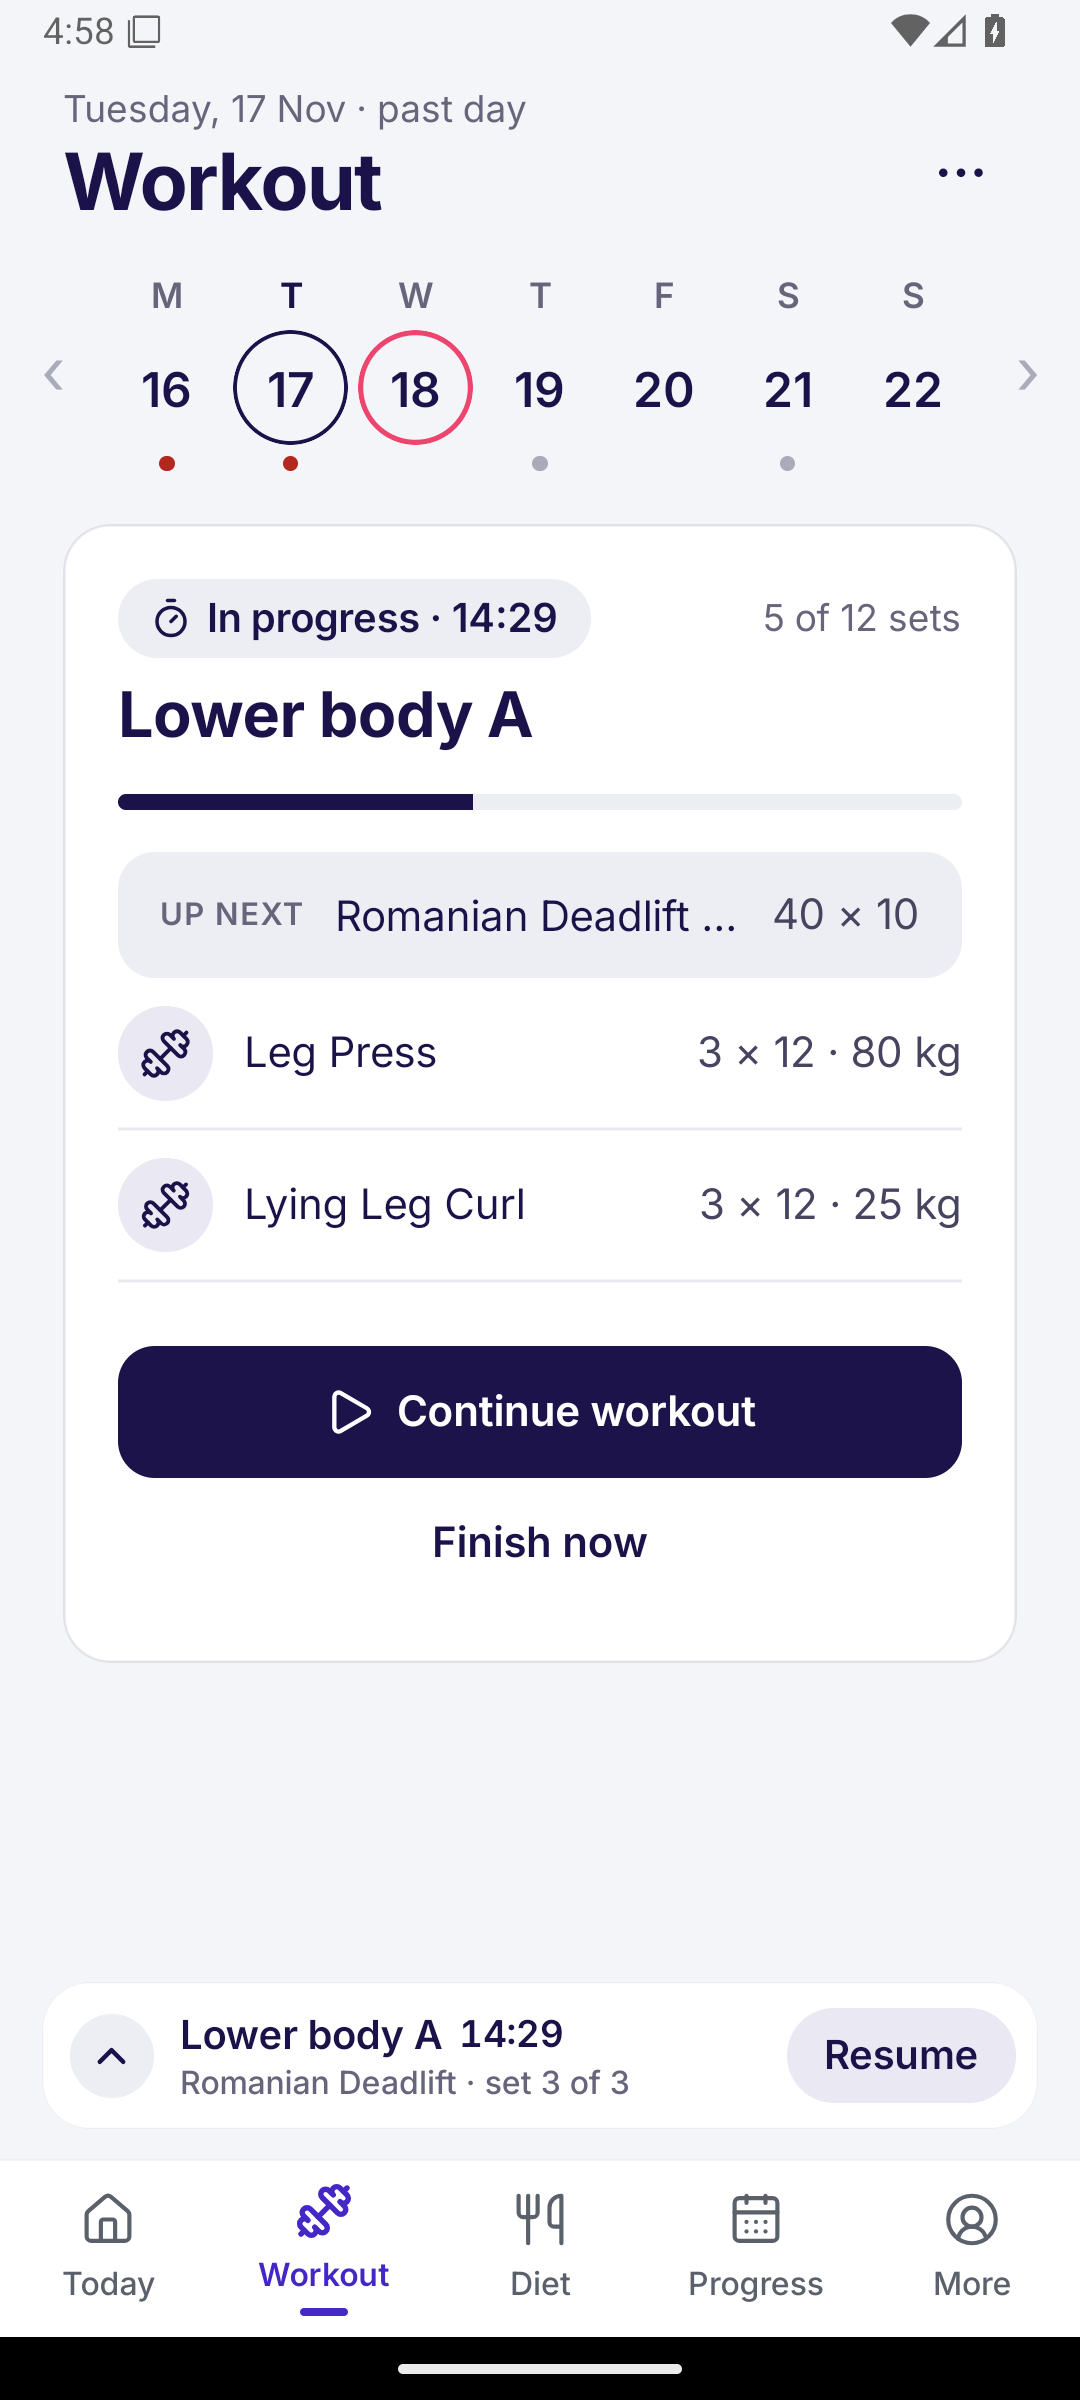 4:58
Tuesday, 17 Nov · past day
Workout
M T W T F S S
16 17 18 19 20 21 22
In progress · 14:29
5 of 12 sets
Lower body A
UP NEXT Romanian Deadlift ... 40 × 10
Leg Press 3 × 12 · 80 kg
Lying Leg Curl 3 × 12 · 25 kg
Continue workout
Finish now
Lower body A 14:29
Romanian Deadlift · set 3 of 3
Resume
Today Workout Diet Progress More